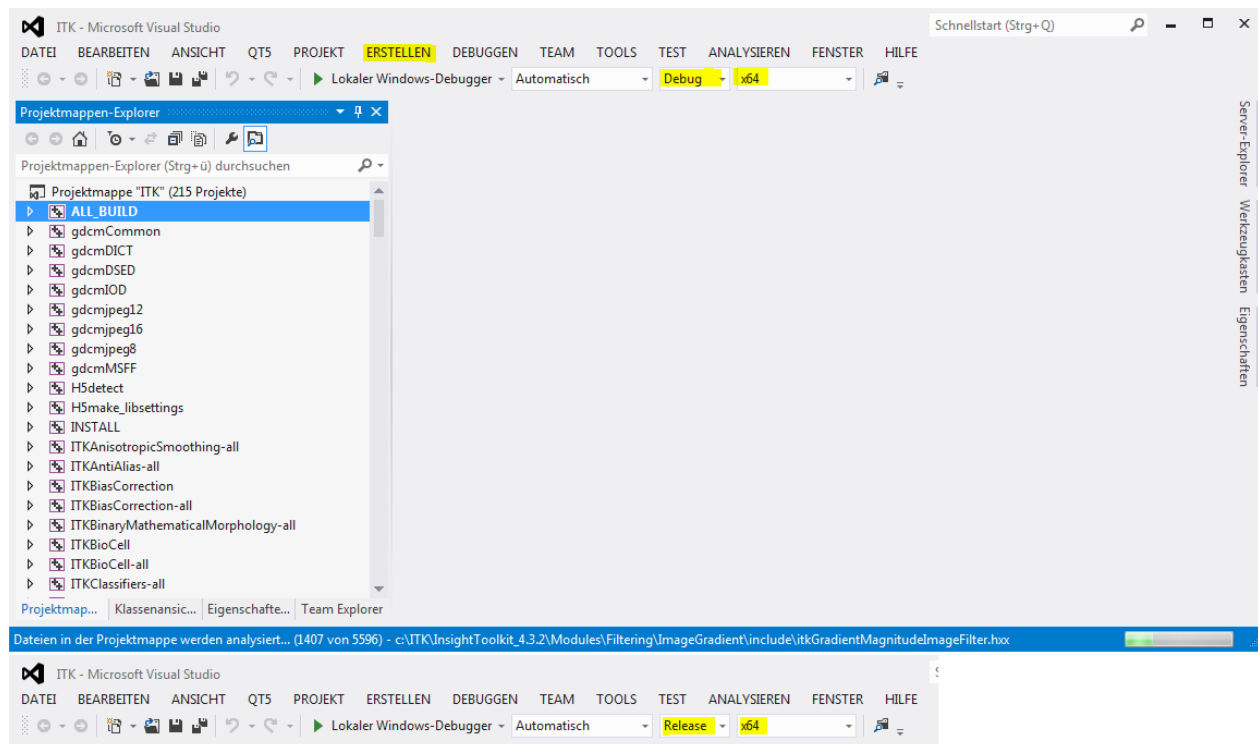 ITK - Microsoft Visual Studio
Schnellstart (Strg+Q)
DATEI BEARBEITEN ANSICHT QT5 PROJEKT ERSTELLEN DEBUGGEN TEAM TOOLS TEST ANALYSIEREN FENSTER HILFE
Lokaler Windows-Debugger Automatisch Debug x64
Projektmappen-Explorer
Projektmappen-Explorer (Strg+ü) durchsuchen
Projektmappe "ITK" (215 Projekte)
ALL_BUILD
gdcmCommon
gdcmDICT
gdcmDSED
gdcmIOD
gdcmjpeg12
gdcmjpeg16
gdcmjpeg8
gdcmMSFF
H5detect
H5make_libsettings
INSTALL
ITKAnisotropicSmoothing-all
ITKAntiAlias-all
ITKBiasCorrection
ITKBiasCorrection-all
ITKBinaryMathematicalMorphology-all
ITKBioCell
ITKBioCell-all
ITKClassifiers-all
Projektmap... Klassenansic... Eigenschafte... Team Explorer
Server-Explorer
Werkzeugkasten
Eigenschaften
Dateien in der Projektmappe werden analysiert... (1407 von 5596) - c:\ITK\InsightToolkit_4.3.2\Modules\Filtering\ImageGradient\include\itkGradientMagnitudeImageFilter.hxx
ITK - Microsoft Visual Studio
DATEI BEARBEITEN ANSICHT QT5 PROJEKT ERSTELLEN DEBUGGEN TEAM TOOLS TEST ANALYSIEREN FENSTER HILFE
Lokaler Windows-Debugger Automatisch Release x64